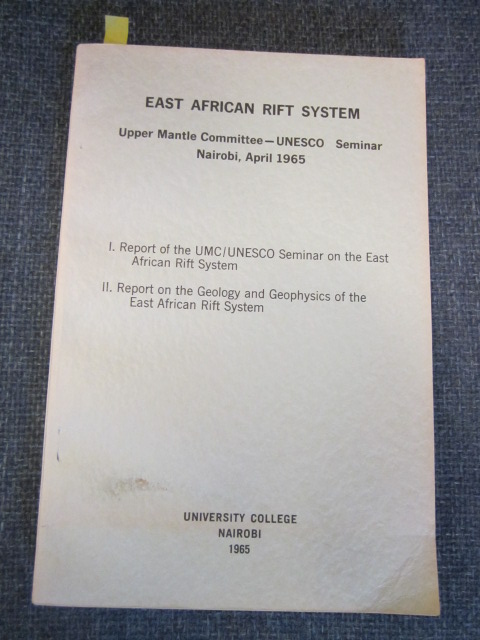 EAST AFRICAN RIFT SYSTEM
Upper Mantle Committee—UNESCO Seminar
Nairobi, April 1965
I. Report of the UMC/UNESCO Seminar on the East
African Rift System
II. Report on the Geology and Geophysics of the
East African Rift System
UNIVERSITY COLLEGE
NAIROBI
1965